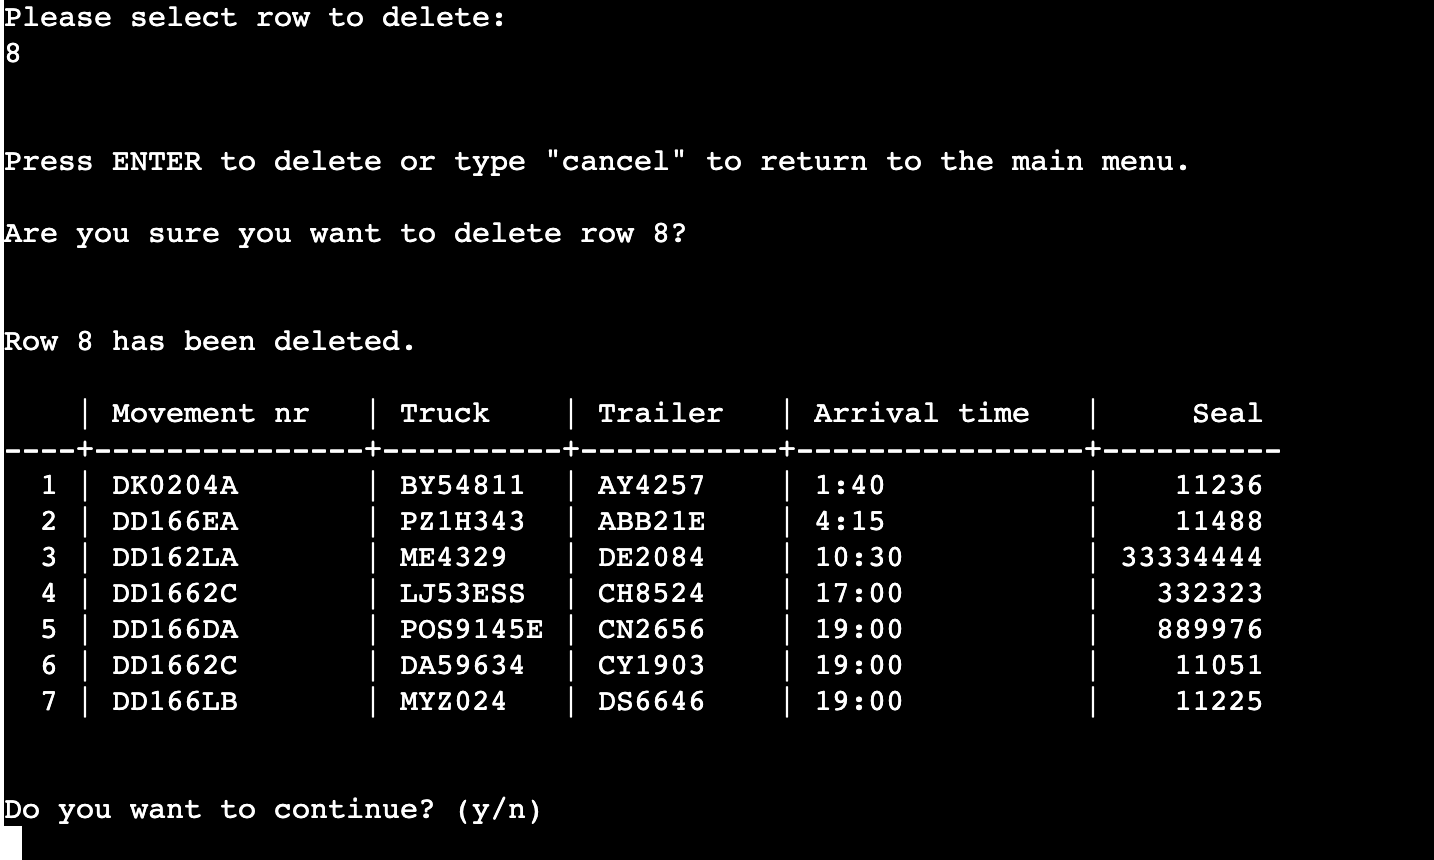 Please select row to delete:
8
Press ENTER to delete or type "cancel" to return to the main menu.
Are you sure you want to delete row 8?
Row 8 has been deleted.
    | Movement nr   | Truck    | Trailer   | Arrival time   |     Seal
----+---------------+----------+-----------+----------------+----------
  1 | DK0204A       | BY54811  | AY4257    | 1:40           |    11236
  2 | DD166EA       | PZ1H343  | ABB21E    | 4:15           |    11488
  3 | DD162LA       | ME4329   | DE2084    | 10:30          | 33334444
  4 | DD1662C       | LJ53ESS  | CH8524    | 17:00          |   332323
  5 | DD166DA       | POS9145E | CN2656    | 19:00          |   889976
  6 | DD1662C       | DA59634  | CY1903    | 19:00          |    11051
  7 | DD166LB       | MYZ024   | DS6646    | 19:00          |    11225
Do you want to continue? (y/n)